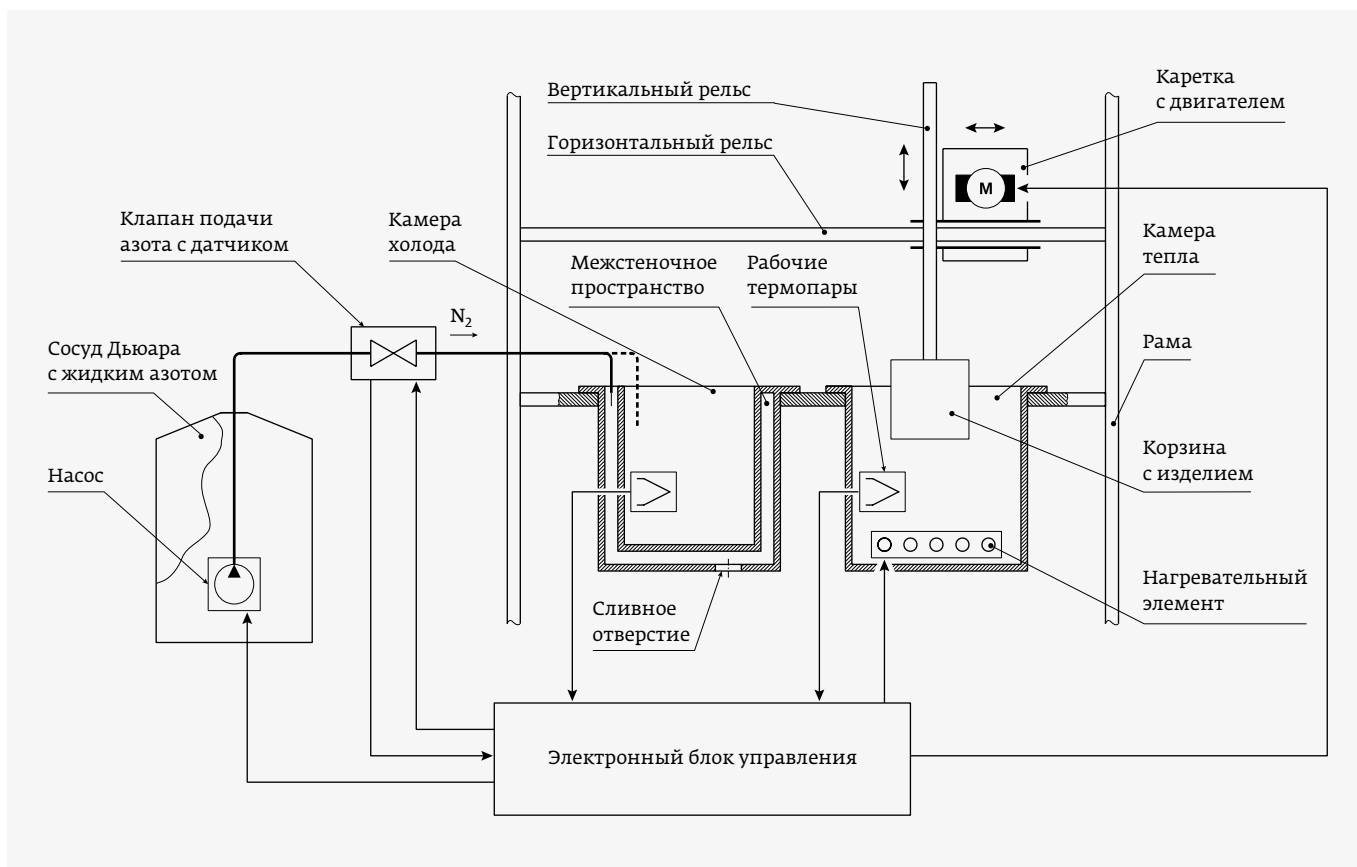 Вертикальный рельс
Горизонтальный рельс
Каретка
с двигателем
M
Клапан подачи
азота с датчиком
Камера
холода
Межстеночное
пространство
Рабочие
термопары
Камера
тепла
N₂
Сосуд Дьюара
с жидким азотом
Рама
Насос
Корзина
с изделием
Сливное
отверстие
Нагревательный
элемент
Электронный блок управления